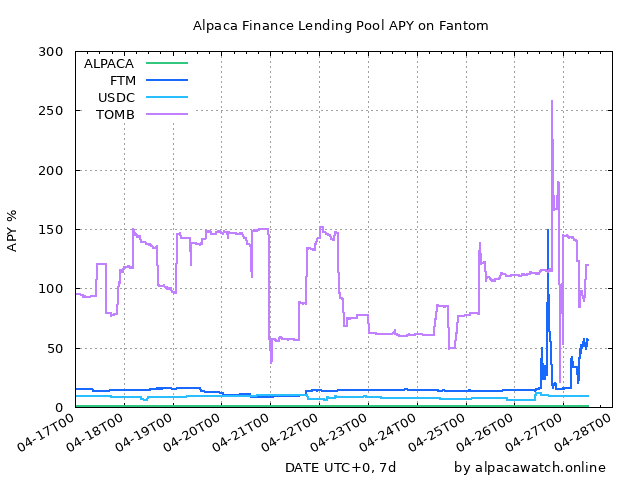 Alpaca Finance Lending Pool APY on Fantom
300
250
200
150
100
50
0
APY %
ALPACA
FTM
USDC
TOMB
04-17T00
04-18T00
04-19T00
04-20T00
04-21T00
04-22T00
04-23T00
04-24T00
04-25T00
04-26T00
04-27T00
04-28T00
DATE UTC+0, 7d
by alpacawatch.online